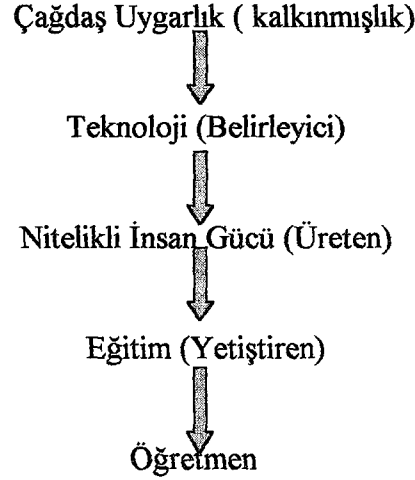 Çağdaş Uygarlık ( kalkınmışlık)
Teknoloji (Belirleyici)
Nitelikli İnsan Gücü (Üreten)
Eğitim (Yetiştiren)
Öğretmen